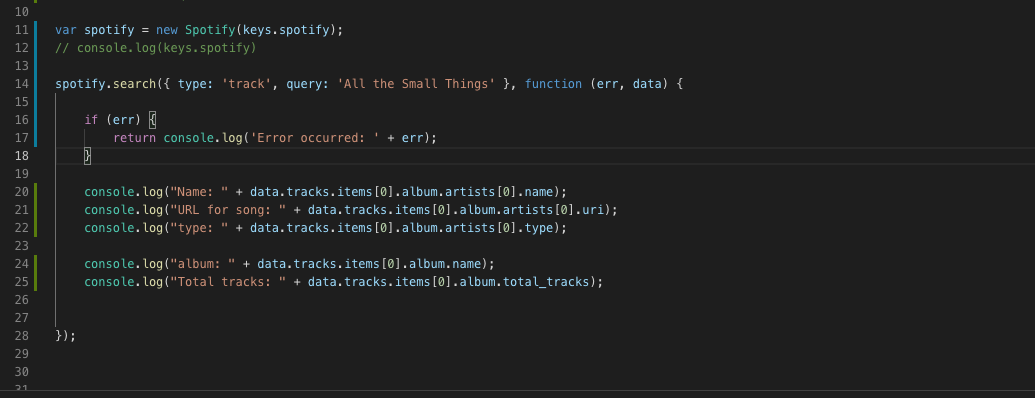 10
11 var spotify = new Spotify(keys.spotify);
12 // console.log(keys.spotify)
13
14 spotify.search({ type: 'track', query: 'All the Small Things' }, function (err, data) {
15
16 if (err) {
17 return console.log('Error occurred: ' + err);
18 }
19
20 console.log("Name: " + data.tracks.items[0].album.artists[0].name);
21 console.log("URL for song: " + data.tracks.items[0].album.artists[0].uri);
22 console.log("type: " + data.tracks.items[0].album.artists[0].type);
23
24 console.log("album: " + data.tracks.items[0].album.name);
25 console.log("Total tracks: " + data.tracks.items[0].album.total_tracks);
26
27
28 });
29
30
31